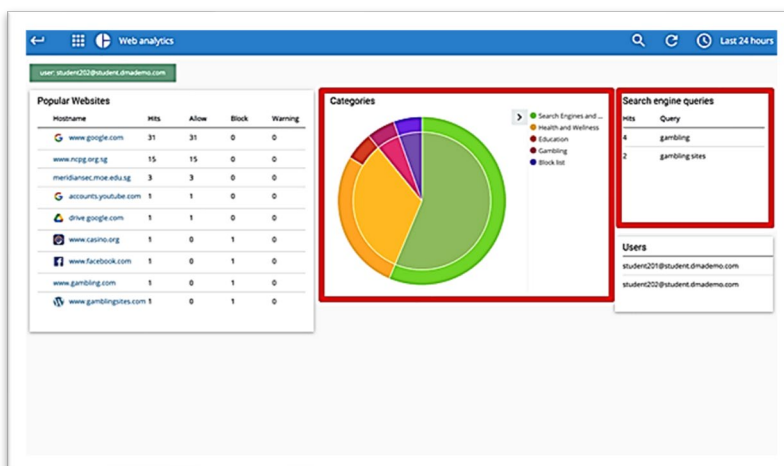 Web analytics
Last 24 hours
user: student202@student.dmademo.com
Popular Websites
Hostname Hits Allow Block Warning
www.google.com 31 31 0 0
www.ncpg.org.sg 15 15 0 0
meridiansec.moe.edu.sg 3 3 0 0
accounts.youtube.com 1 1 0 0
drive.google.com 1 1 0 0
www.casino.org 1 0 1 0
www.facebook.com 1 0 1 0
www.gambling.com 1 0 1 0
www.gamblingsites.com 1 0 1 0
Categories
Search Engines and ...
Health and Wellness
Education
Gambling
Block list
Search engine queries
Hits Query
4 gambling
2 gambling sites
Users
student201@student.dmademo.com
student202@student.dmademo.com